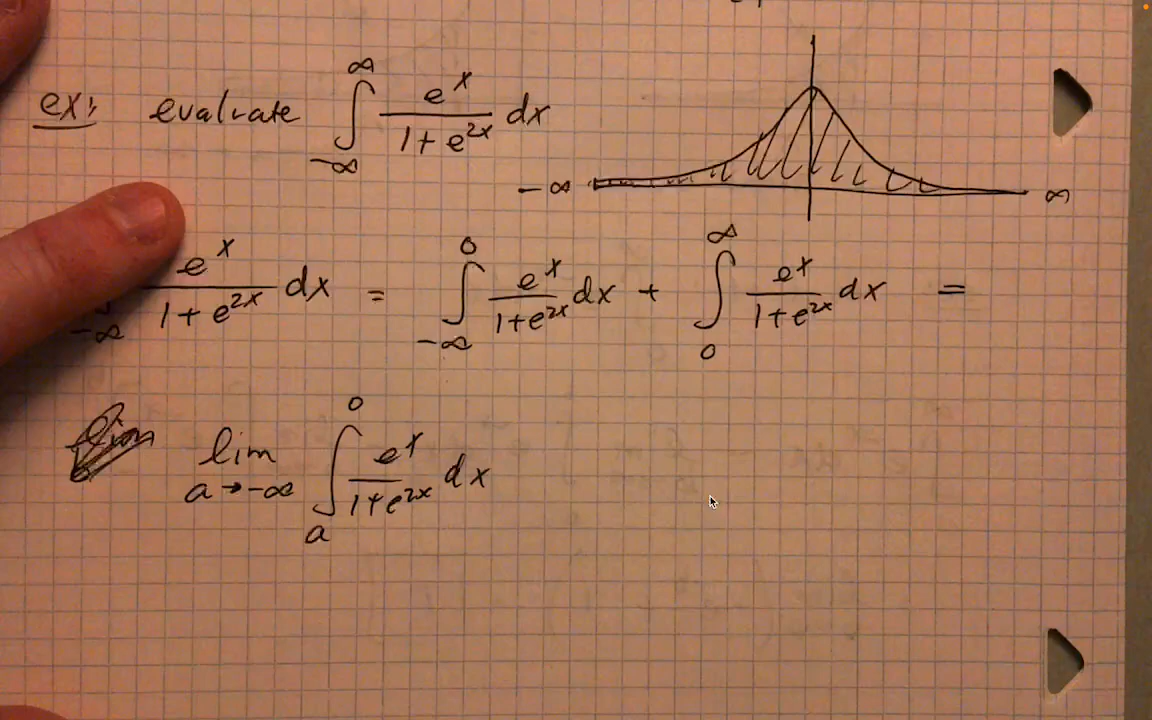 ex: evaluate ∫_{-∞}^{∞} e^x / (1 + e^{2x}) dx
-∞ ∞
-∞ e^x / (1 + e^{2x}) dx = ∫_{-∞}^{0} e^x / (1+e^{2x}) dx + ∫_{0}^{∞} e^x / (1+e^{2x}) dx =
lim_{a→-∞} ∫_{a}^{0} e^x / (1+e^{2x}) dx